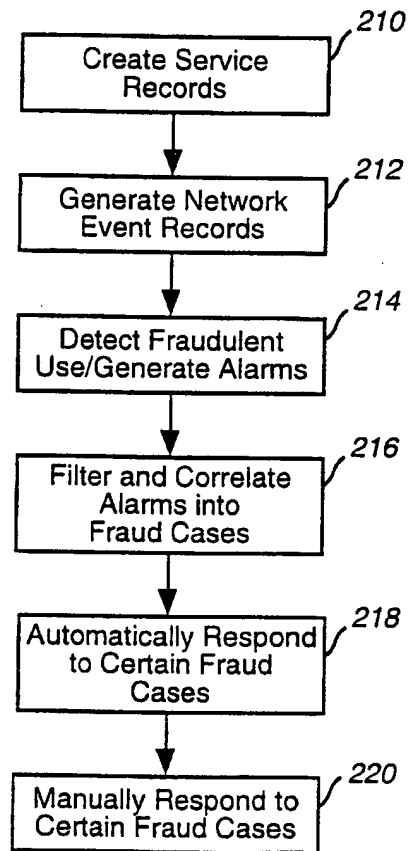 210
Create Service
Records
212
Generate Network
Event Records
214
Detect Fraudulent
Use/Generate Alarms
216
Filter and Correlate
Alarms into
Fraud Cases
218
Automatically Respond
to Certain Fraud
Cases
220
Manually Respond to
Certain Fraud Cases